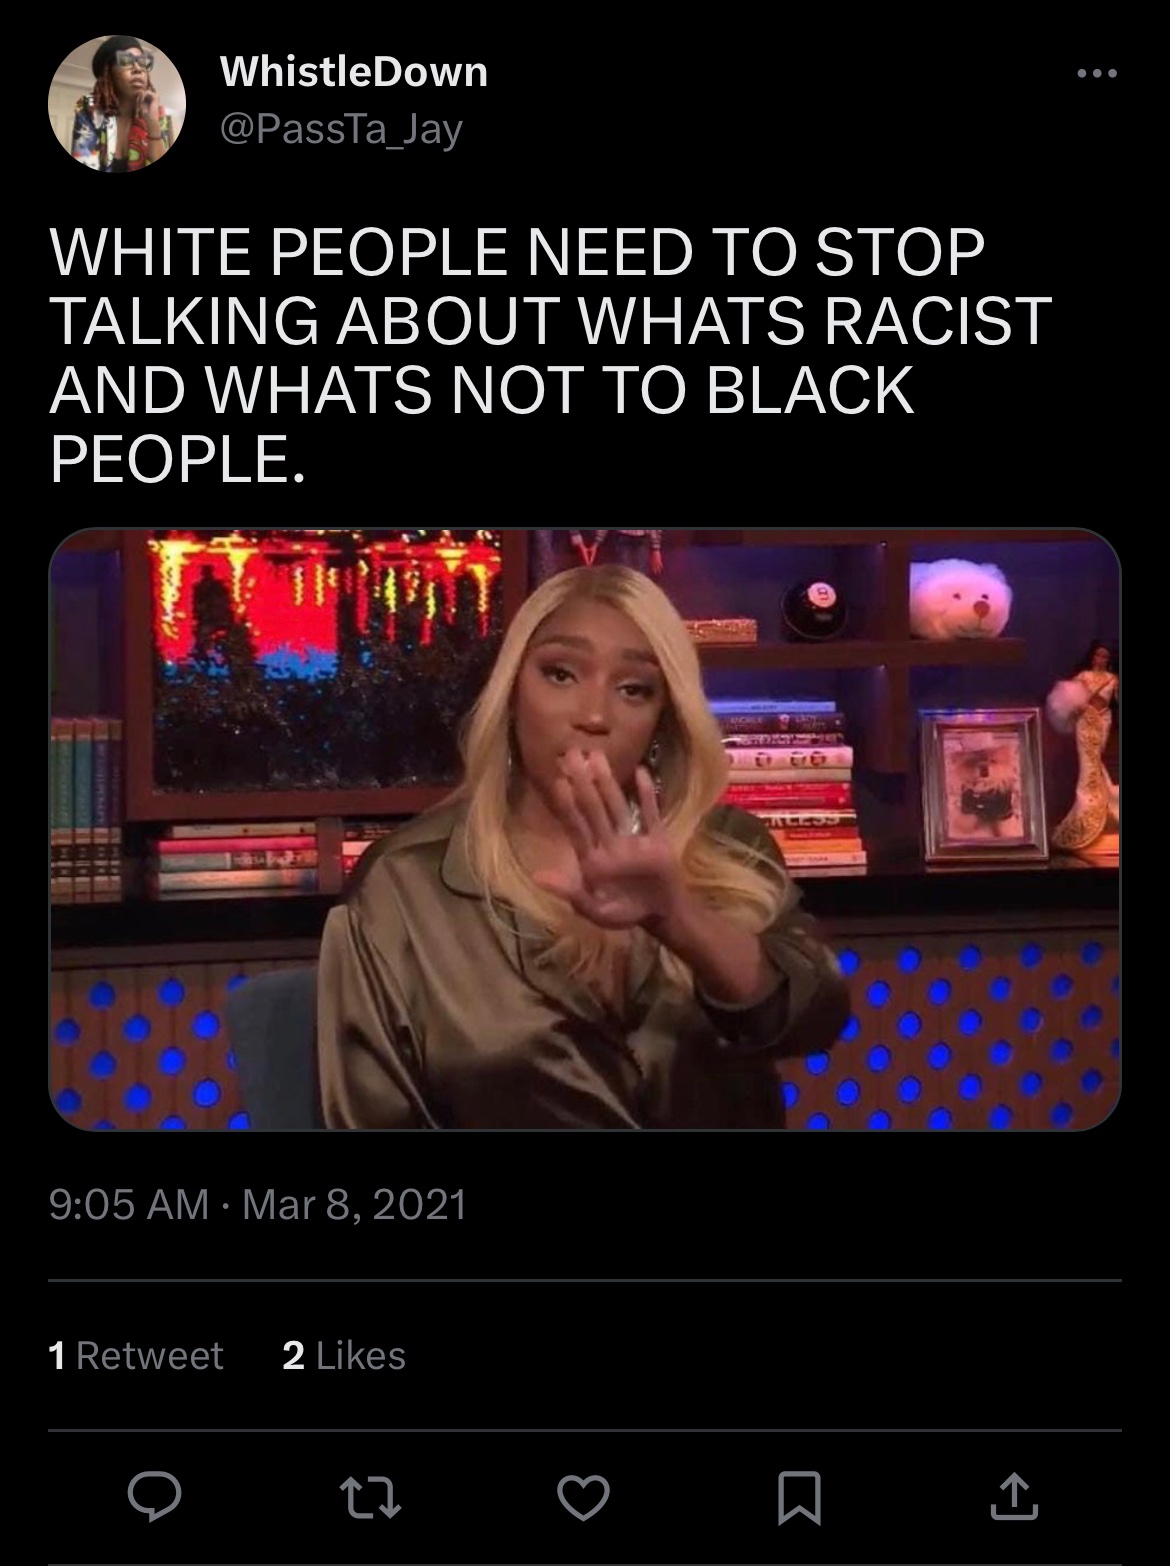 WhistleDown
@PassTa_Jay
WHITE PEOPLE NEED TO STOP
TALKING ABOUT WHATS RACIST
AND WHATS NOT TO BLACK
PEOPLE.
8
9:05 AM · Mar 8, 2021
1 Retweet 2 Likes